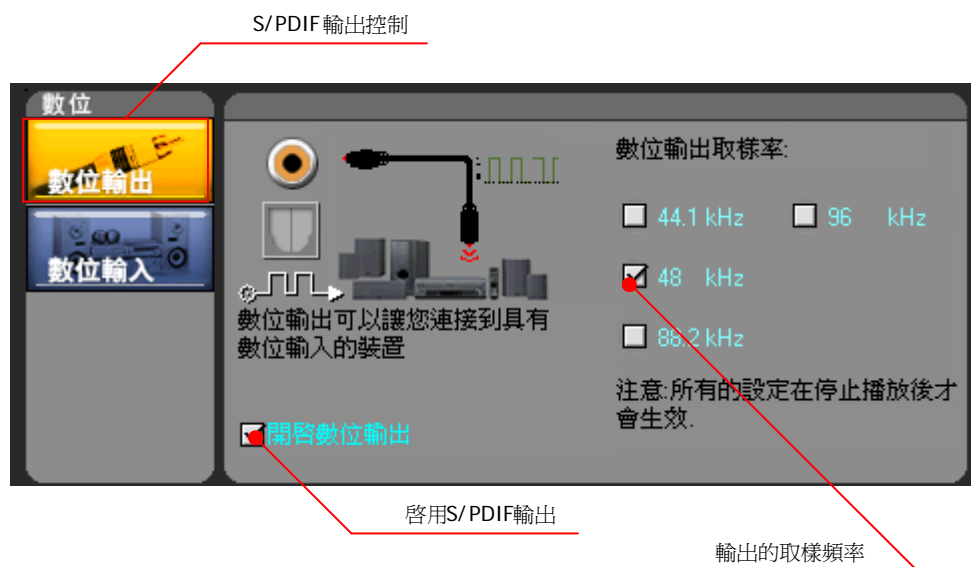 S/PDIF輸出控制
數位
數位輸出
數位輸入
數位輸出可以讓您連接到具有
數位輸入的裝置
開啓數位輸出
數位輸出取樣率:
44.1 kHz
96 kHz
48 kHz
88.2 kHz
注意:所有的設定在停止播放後才
會生效.
啓用S/PDIF輸出
輸出的取樣頻率